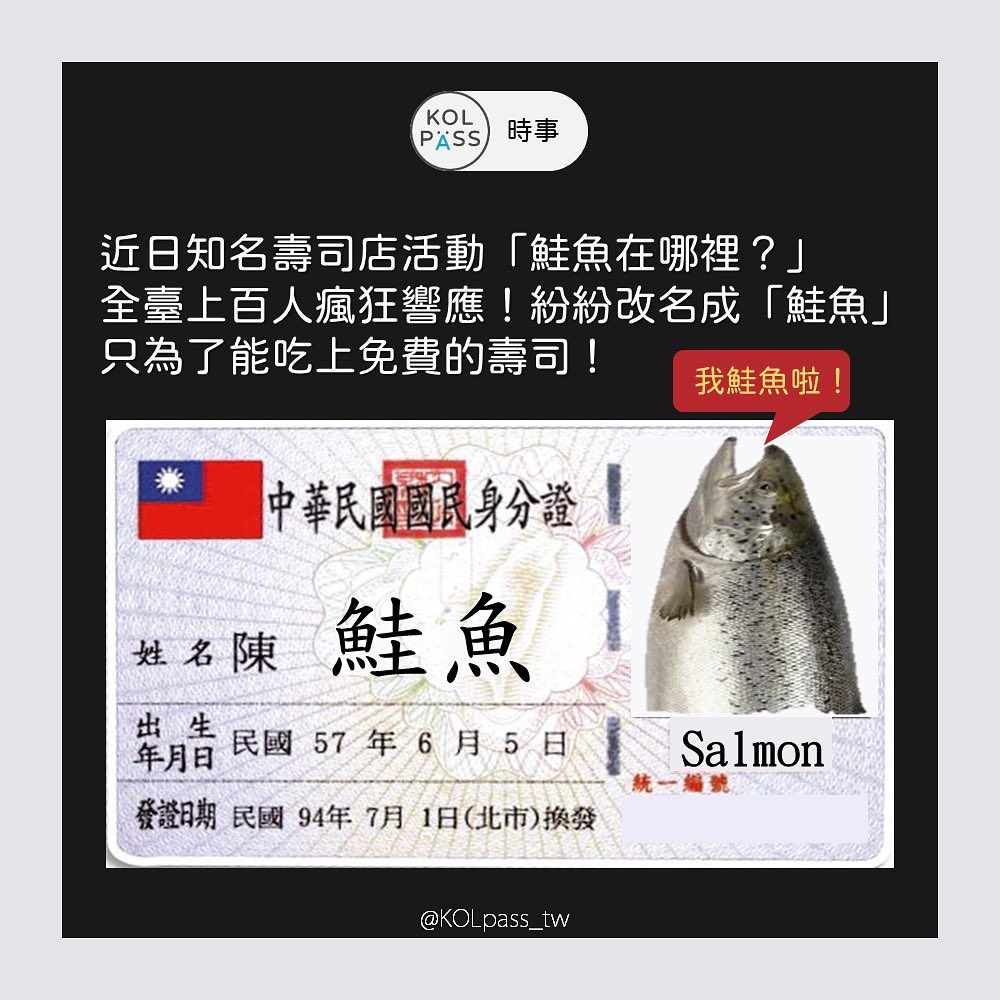 KOL
PÄSS
時事
近日知名壽司店活動「鮭魚在哪裡？」
全臺上百人瘋狂響應！紛紛改名成「鮭魚」
只為了能吃上免費的壽司！
我鮭魚啦！
中華民國國民身分證
姓名 陳 鮭魚
出生
年月日 民國 57 年 6 月 5 日
發證日期 民國 94年 7月 1日(北市)換發
Salmon
統一編號
@KOLpass_tw